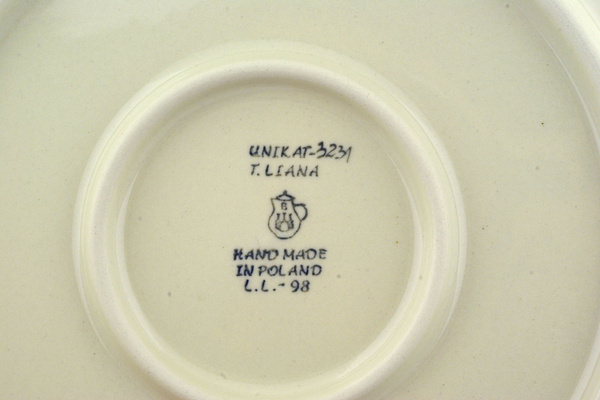 UNIKAT-3231
T. LIANA
B
HAND MADE
IN POLAND
L.L.-98